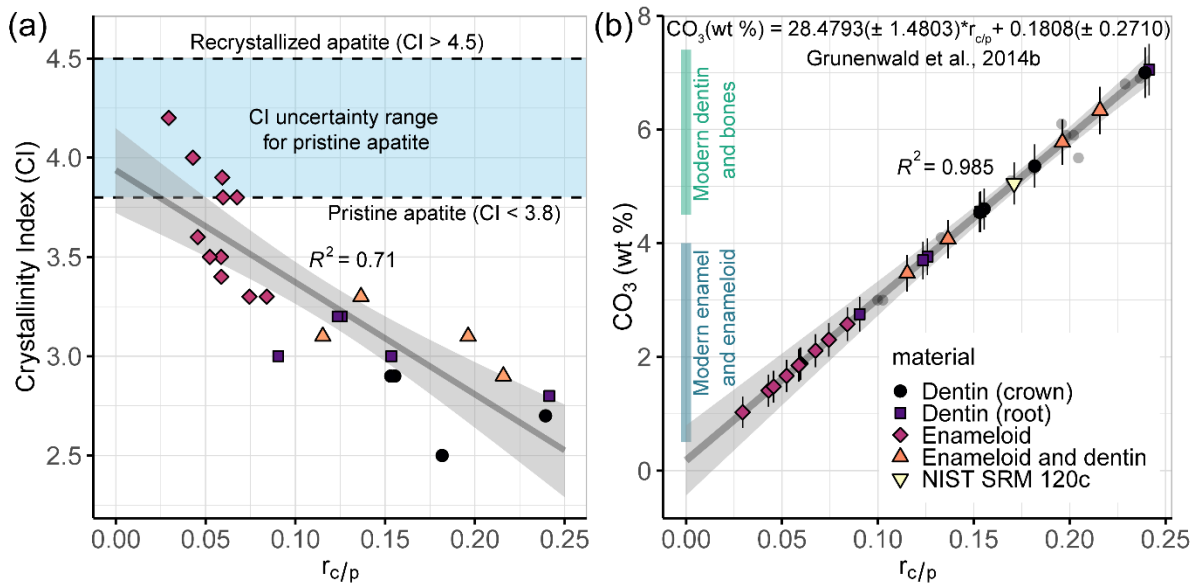 (a)
Recrystallized apatite (CI > 4.5)
CI uncertainty range
for pristine apatite
Pristine apatite (CI < 3.8)
R² = 0.71
Crystallinity Index (CI)
4.5
4.0
3.5
3.0
2.5
0.00 0.05 0.10 0.15 0.20 0.25
r_c/p
(b)
CO₃(wt %) = 28.4793(± 1.4803)*r_c/p + 0.1808(± 0.2710)
Grunenwald et al., 2014b
Modern dentin
and bones
R² = 0.985
Modern enamel
and enameloid
CO₃ (wt %)
8
6
4
2
0
material
Dentin (crown)
Dentin (root)
Enameloid
Enameloid and dentin
NIST SRM 120c
0.00 0.05 0.10 0.15 0.20 0.25
r_c/p